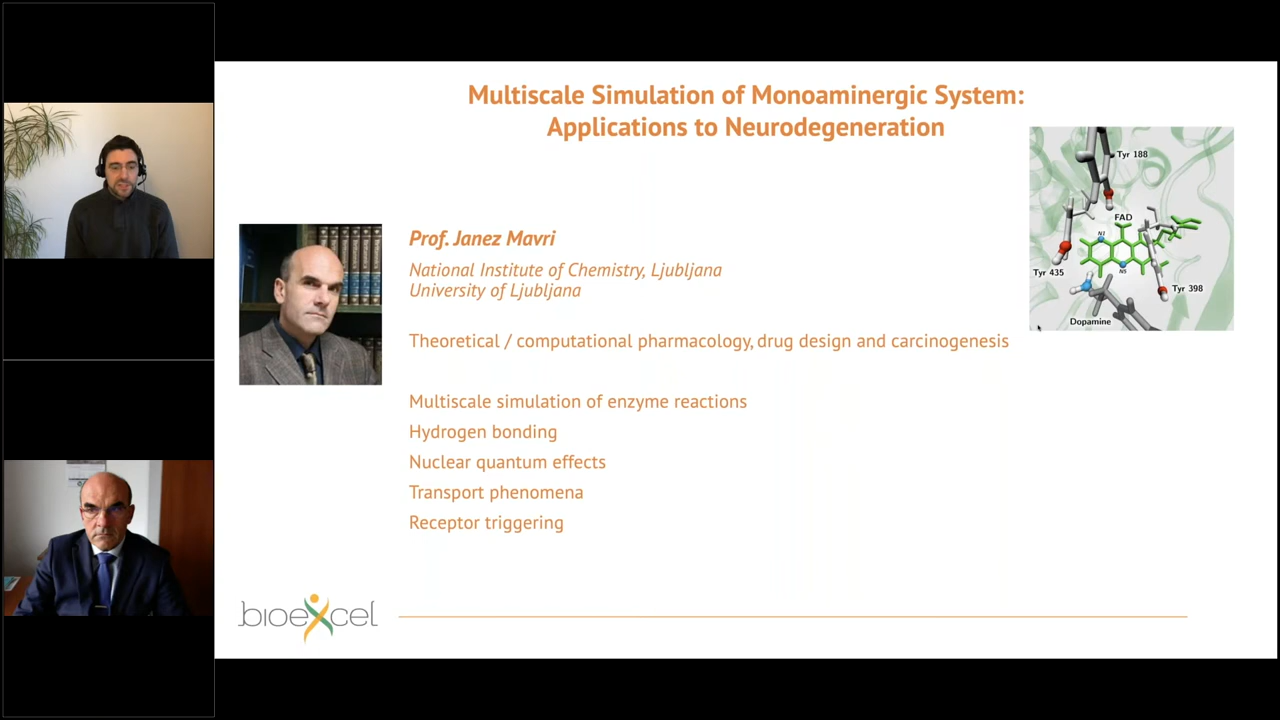 Multiscale Simulation of Monoaminergic System:
Applications to Neurodegeneration
Tyr 188
FAD
N1
N5
Tyr 435
Tyr 398
Dopamine
Prof. Janez Mavri
National Institute of Chemistry, Ljubljana
University of Ljubljana
Theoretical / computational pharmacology, drug design and carcinogenesis
Multiscale simulation of enzyme reactions
Hydrogen bonding
Nuclear quantum effects
Transport phenomena
Receptor triggering
bioexcel